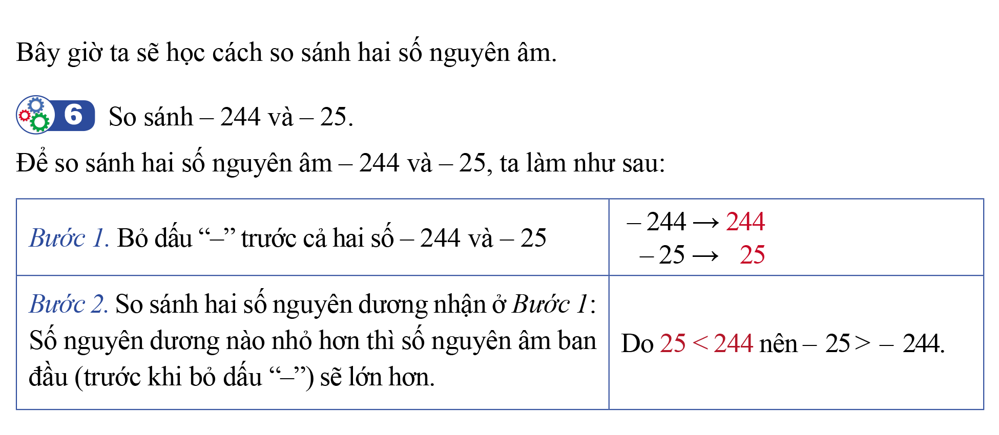 Bây giờ ta sẽ học cách so sánh hai số nguyên âm.
6 So sánh – 244 và – 25.
Để so sánh hai số nguyên âm – 244 và – 25, ta làm như sau:
Bước 1. Bỏ dấu “–” trước cả hai số – 244 và – 25
– 244 → 244
– 25 → 25
Bước 2. So sánh hai số nguyên dương nhận ở Bước 1:
Số nguyên dương nào nhỏ hơn thì số nguyên âm ban
đầu (trước khi bỏ dấu “–”) sẽ lớn hơn.
Do 25 < 244 nên – 25 > – 244.